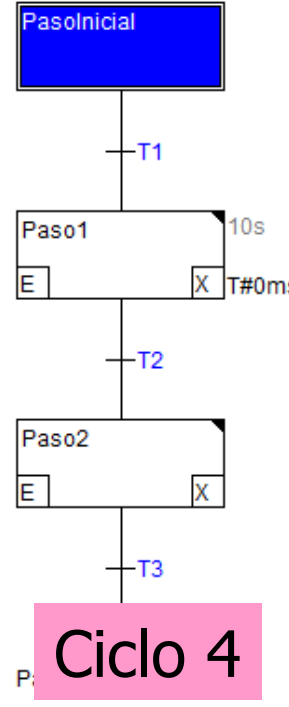 PasoInicial
T1
Paso1
10s
E
X
T#0ms
T2
Paso2
E
X
T3
Ciclo 4